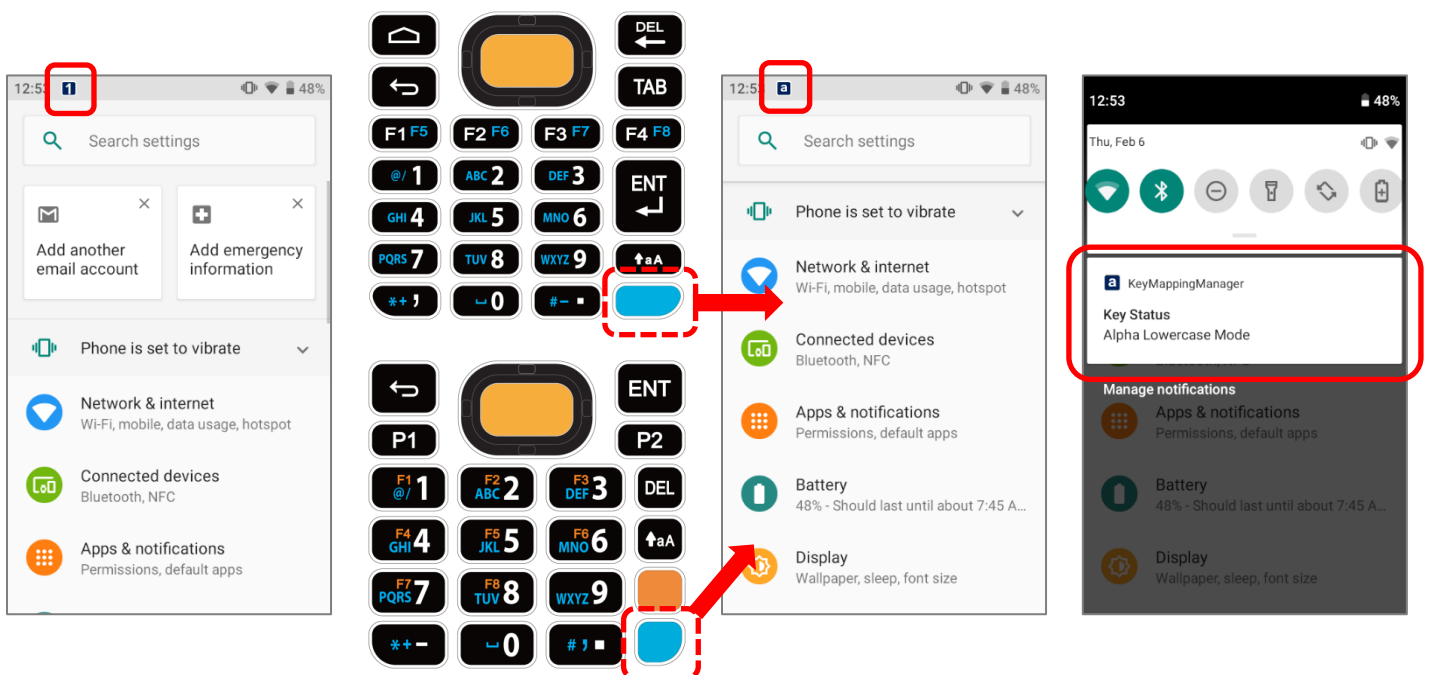 12:53 1 48%
Search settings
Add another
email account
Add emergency
information
Phone is set to vibrate
Network & internet
Wi-Fi, mobile, data usage, hotspot
Connected devices
Bluetooth, NFC
Apps & notifications
Permissions, default apps
DEL
TAB
F1 F5 F2 F6 F3 F7 F4 F8
@/ 1 ABC 2 DEF 3 ENT
GHI 4 JKL 5 MNO 6
PQRS 7 TUV 8 WXYZ 9 aA
*+ , 0 #- .
ENT
P1 P2
F1 @/ 1 F2 ABC 2 F3 DEF 3 DEL
F4 GHI 4 F5 JKL 5 F6 MNO 6 aA
F7 PQRS 7 F8 TUV 8 WXYZ 9
*+ - 0 # , .
12:53 a 48%
Search settings
Phone is set to vibrate
Network & internet
Wi-Fi, mobile, data usage, hotspot
Connected devices
Bluetooth, NFC
Apps & notifications
Permissions, default apps
Battery
48% - Should last until about 7:45 A...
Display
Wallpaper, sleep, font size
12:53 48%
Thu, Feb 6
a KeyMappingManager
Key Status
Alpha Lowercase Mode
Manage notifications
Apps & notifications
Permissions, default apps
Battery
48% - Should last until about 7:45 A...
Display
Wallpaper, sleep, font size